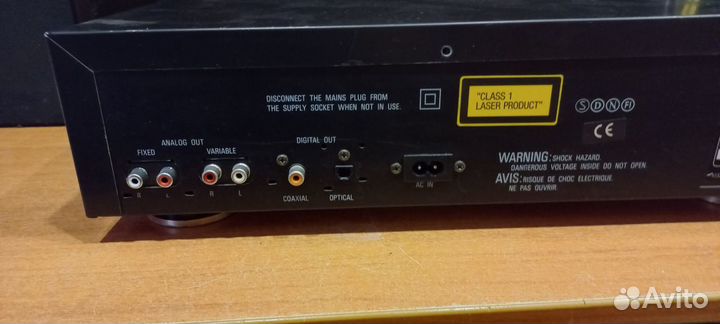 DISCONNECT THE MAINS PLUG FROM
THE SUPPLY SOCKET WHEN NOT IN USE.
"CLASS 1
LASER PRODUCT"
S D N FI
CE
ANALOG OUT
FIXED
VARIABLE
DIGITAL OUT
R
L
R
L
COAXIAL
OPTICAL
AC IN
WARNING: SHOCK HAZARD.
DANGEROUS VOLTAGE INSIDE DO NOT OPEN.
AVIS: RISQUE DE CHOC ÉLECTRIQUE.
NE PAS OUVRIR.
Avito